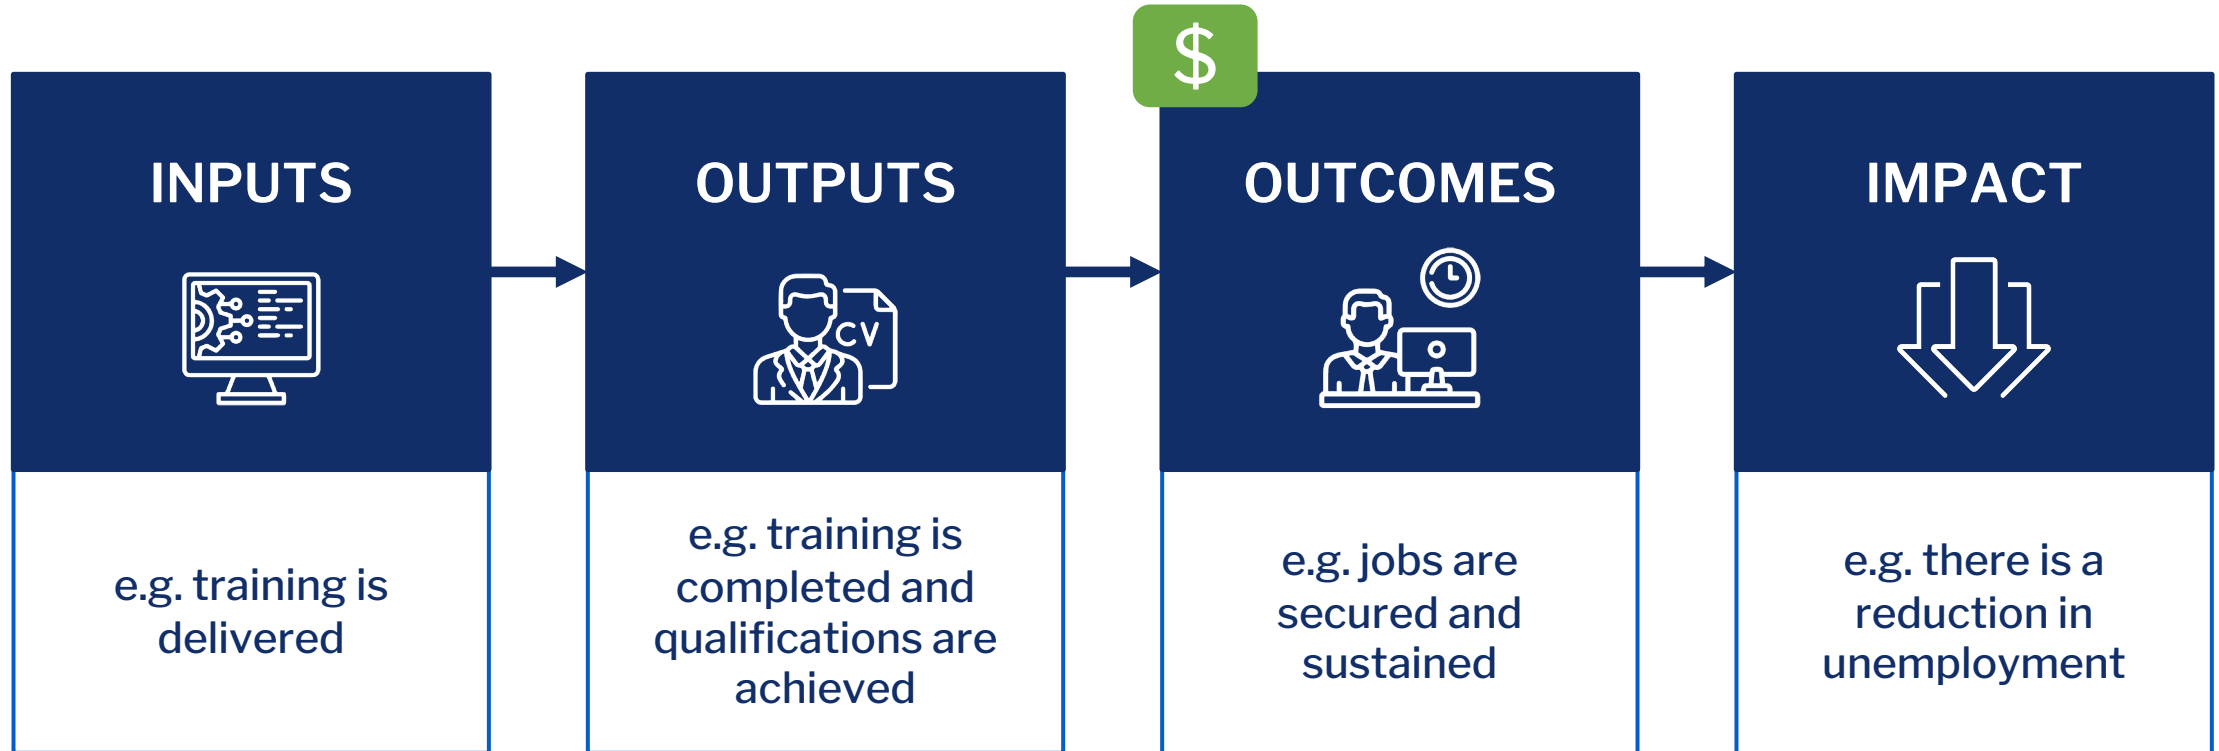 $
INPUTS
OUTPUTS
OUTCOMES
IMPACT
CV
e.g. training is
delivered
e.g. training is
completed and
qualifications are
achieved
e.g. jobs are
secured and
sustained
e.g. there is a
reduction in
unemployment